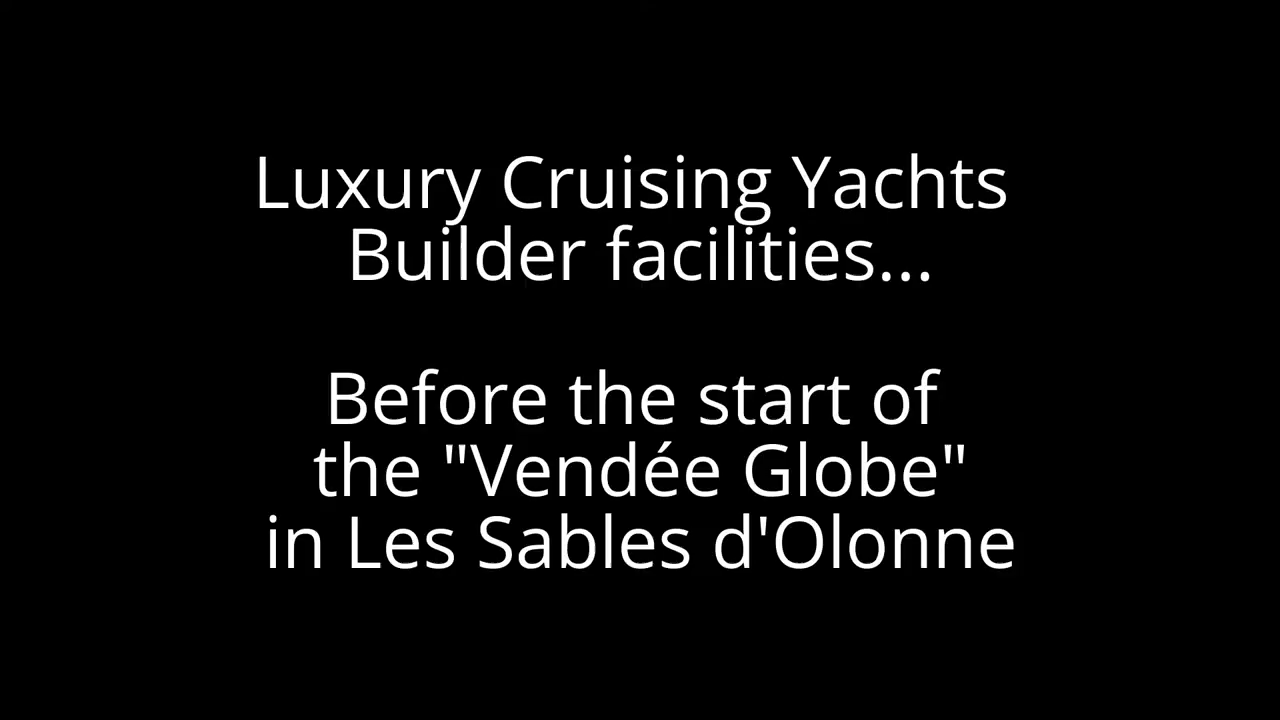 Luxury Cruising Yachts
Builder facilities...
Before the start of
the "Vendée Globe"
in Les Sables d'Olonne